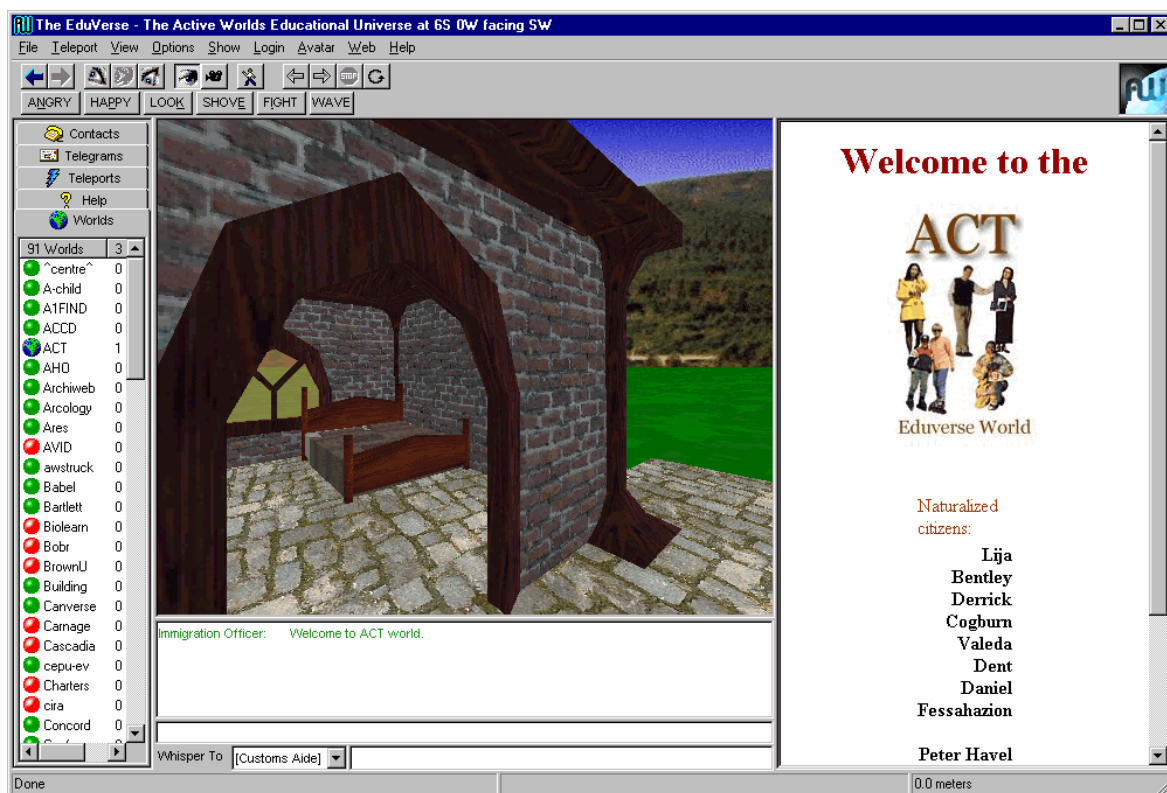 The EduVerse - The Active Worlds Educational Universe at 6S 0W facing SW
File Teleport View Options Show Login Avatar Web Help
STOP
ANGRY HAPPY LOOK SHOVE FIGHT WAVE
AW
Contacts
Telegrams
Teleports
Help
Worlds
91 Worlds 3
^centre^ 0
A-child 0
A1FIND 0
ACCD 0
ACT 1
AHO 0
Archiweb 0
Arcology 0
Ares 0
AVID 0
awstruck 0
Babel 0
Bartlett 0
Biolearn 0
Bobr 0
BrownU 0
Building 0
Canverse 0
Carnage 0
Cascadia 0
cepu-ev 0
Charters 0
cira 0
Concord 0
Immigration Officer: Welcome to ACT world.
Whisper To [Customs Aide]
Welcome to the
ACT
Eduverse World
Naturalized
citizens:
Lija
Bentley
Derrick
Cogburn
Valeda
Dent
Daniel
Fessahazion
Peter Havel
Done 0.0 meters